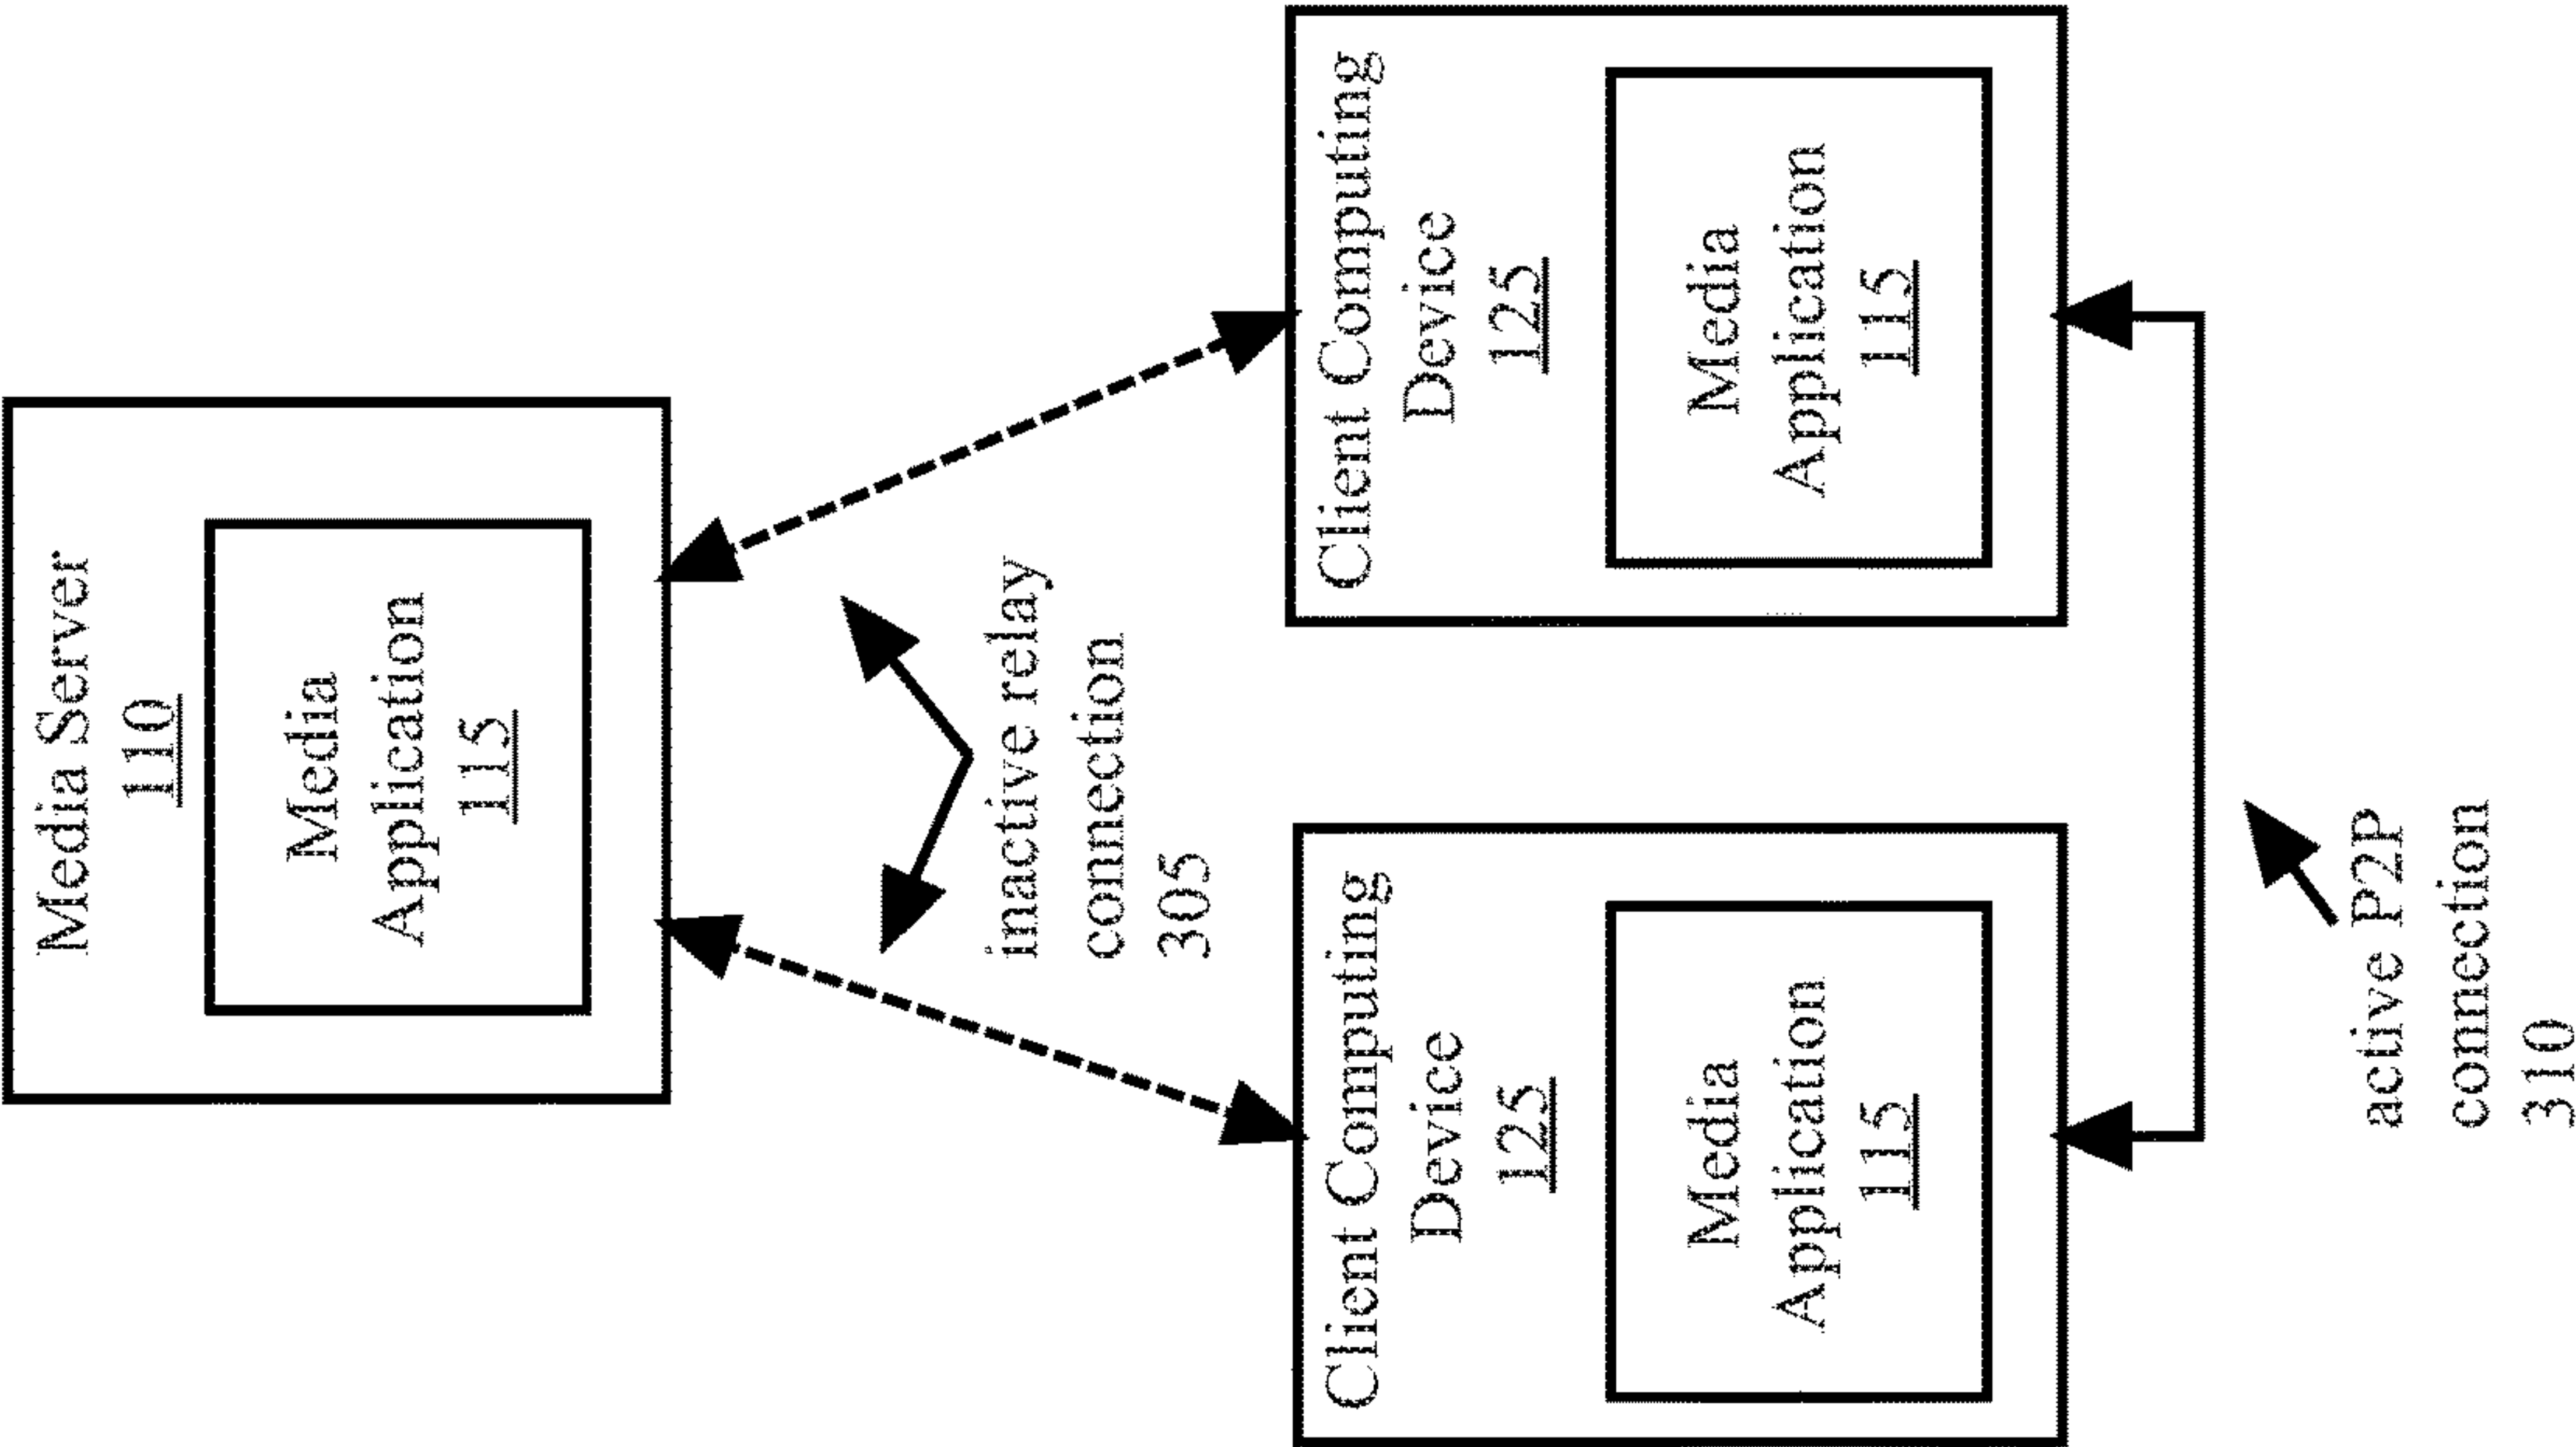 Media Server
110
Media
Application
115
inactive relay
connection
305
Client Computing
Device
125
Media
Application
115
Client Computing
Device
125
Media
Application
115
active P2P
connection
310